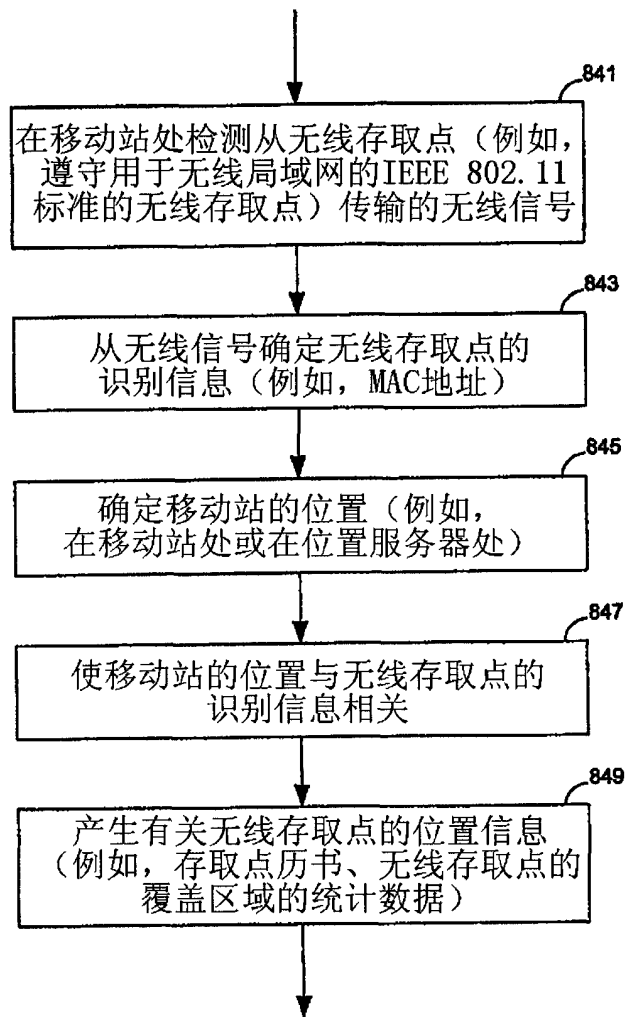 841
在移动站处检测从无线存取点（例如，
遵守用于无线局域网的IEEE 802.11
标准的无线存取点）传输的无线信号
843
从无线信号确定无线存取点的
识别信息（例如，MAC地址）
845
确定移动站的位置（例如，
在移动站处或在位置服务器处）
847
使移动站的位置与无线存取点的
识别信息相关
849
产生有关无线存取点的位置信息
（例如，存取点历书、无线存取点的
覆盖区域的统计数据）